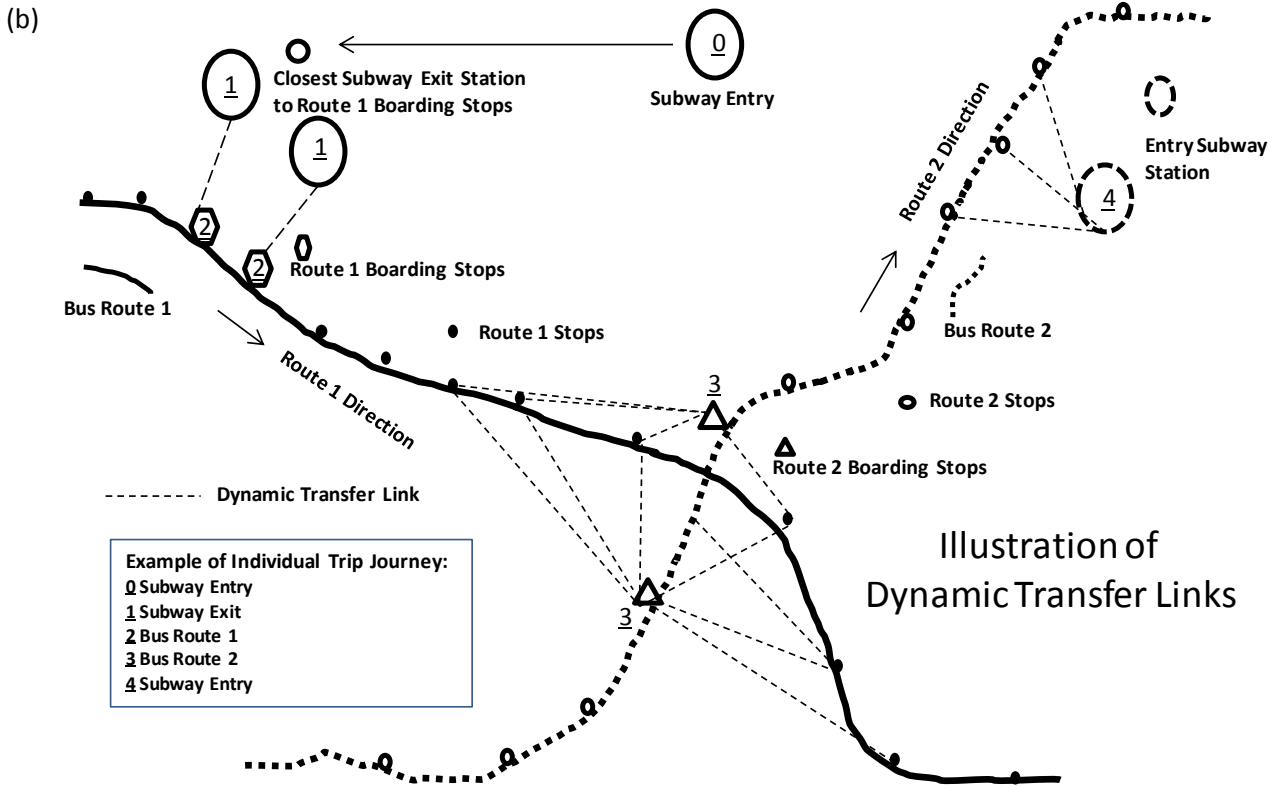 (b)
0
Subway Entry
1
Closest Subway Exit Station
to Route 1 Boarding Stops
1
2
2
Route 1 Boarding Stops
Bus Route 1
Route 1 Direction
Route 1 Stops
Route 2 Direction
Entry Subway
Station
4
Bus Route 2
Route 2 Stops
3
Route 2 Boarding Stops
Dynamic Transfer Link
3
Example of Individual Trip Journey:
0 Subway Entry
1 Subway Exit
2 Bus Route 1
3 Bus Route 2
4 Subway Entry
Illustration of
Dynamic Transfer Links